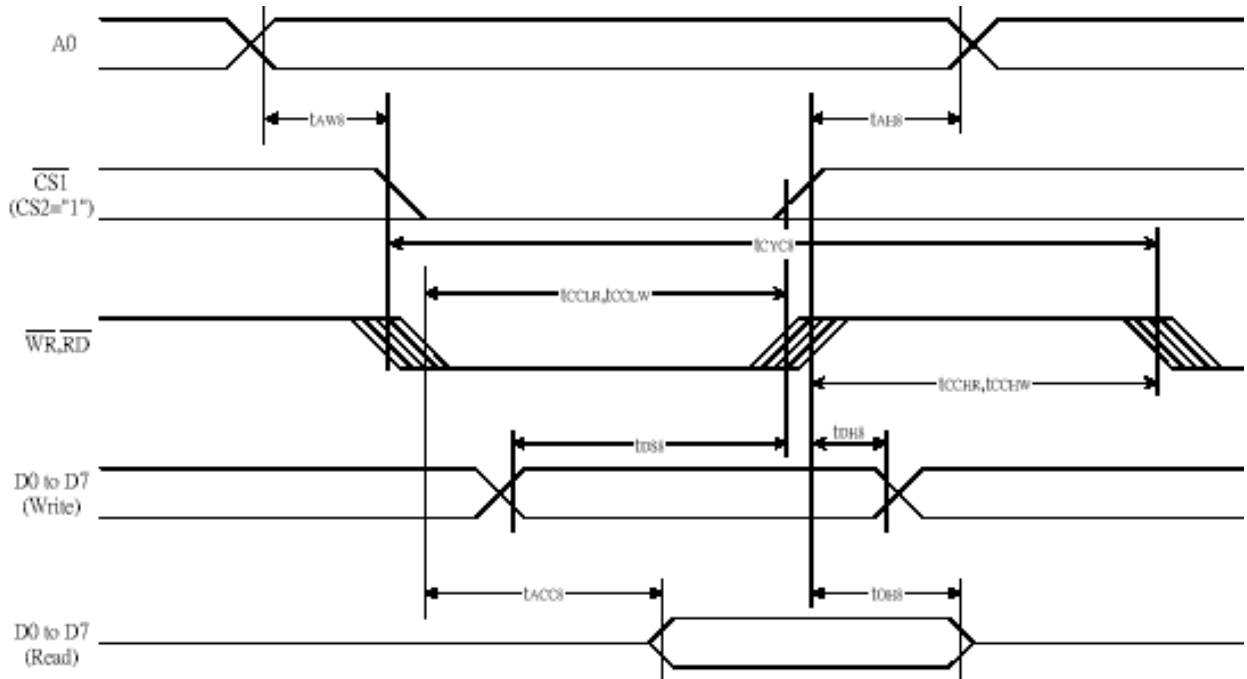 A0
tAW8
tAH8
CS1
(CS2="1")
tCYC8
tCCLR,tCCLW
WR,RD
tCCHR,tCCHW
tDS8
tDH8
D0 to D7
(Write)
tACC8
tOH8
D0 to D7
(Read)